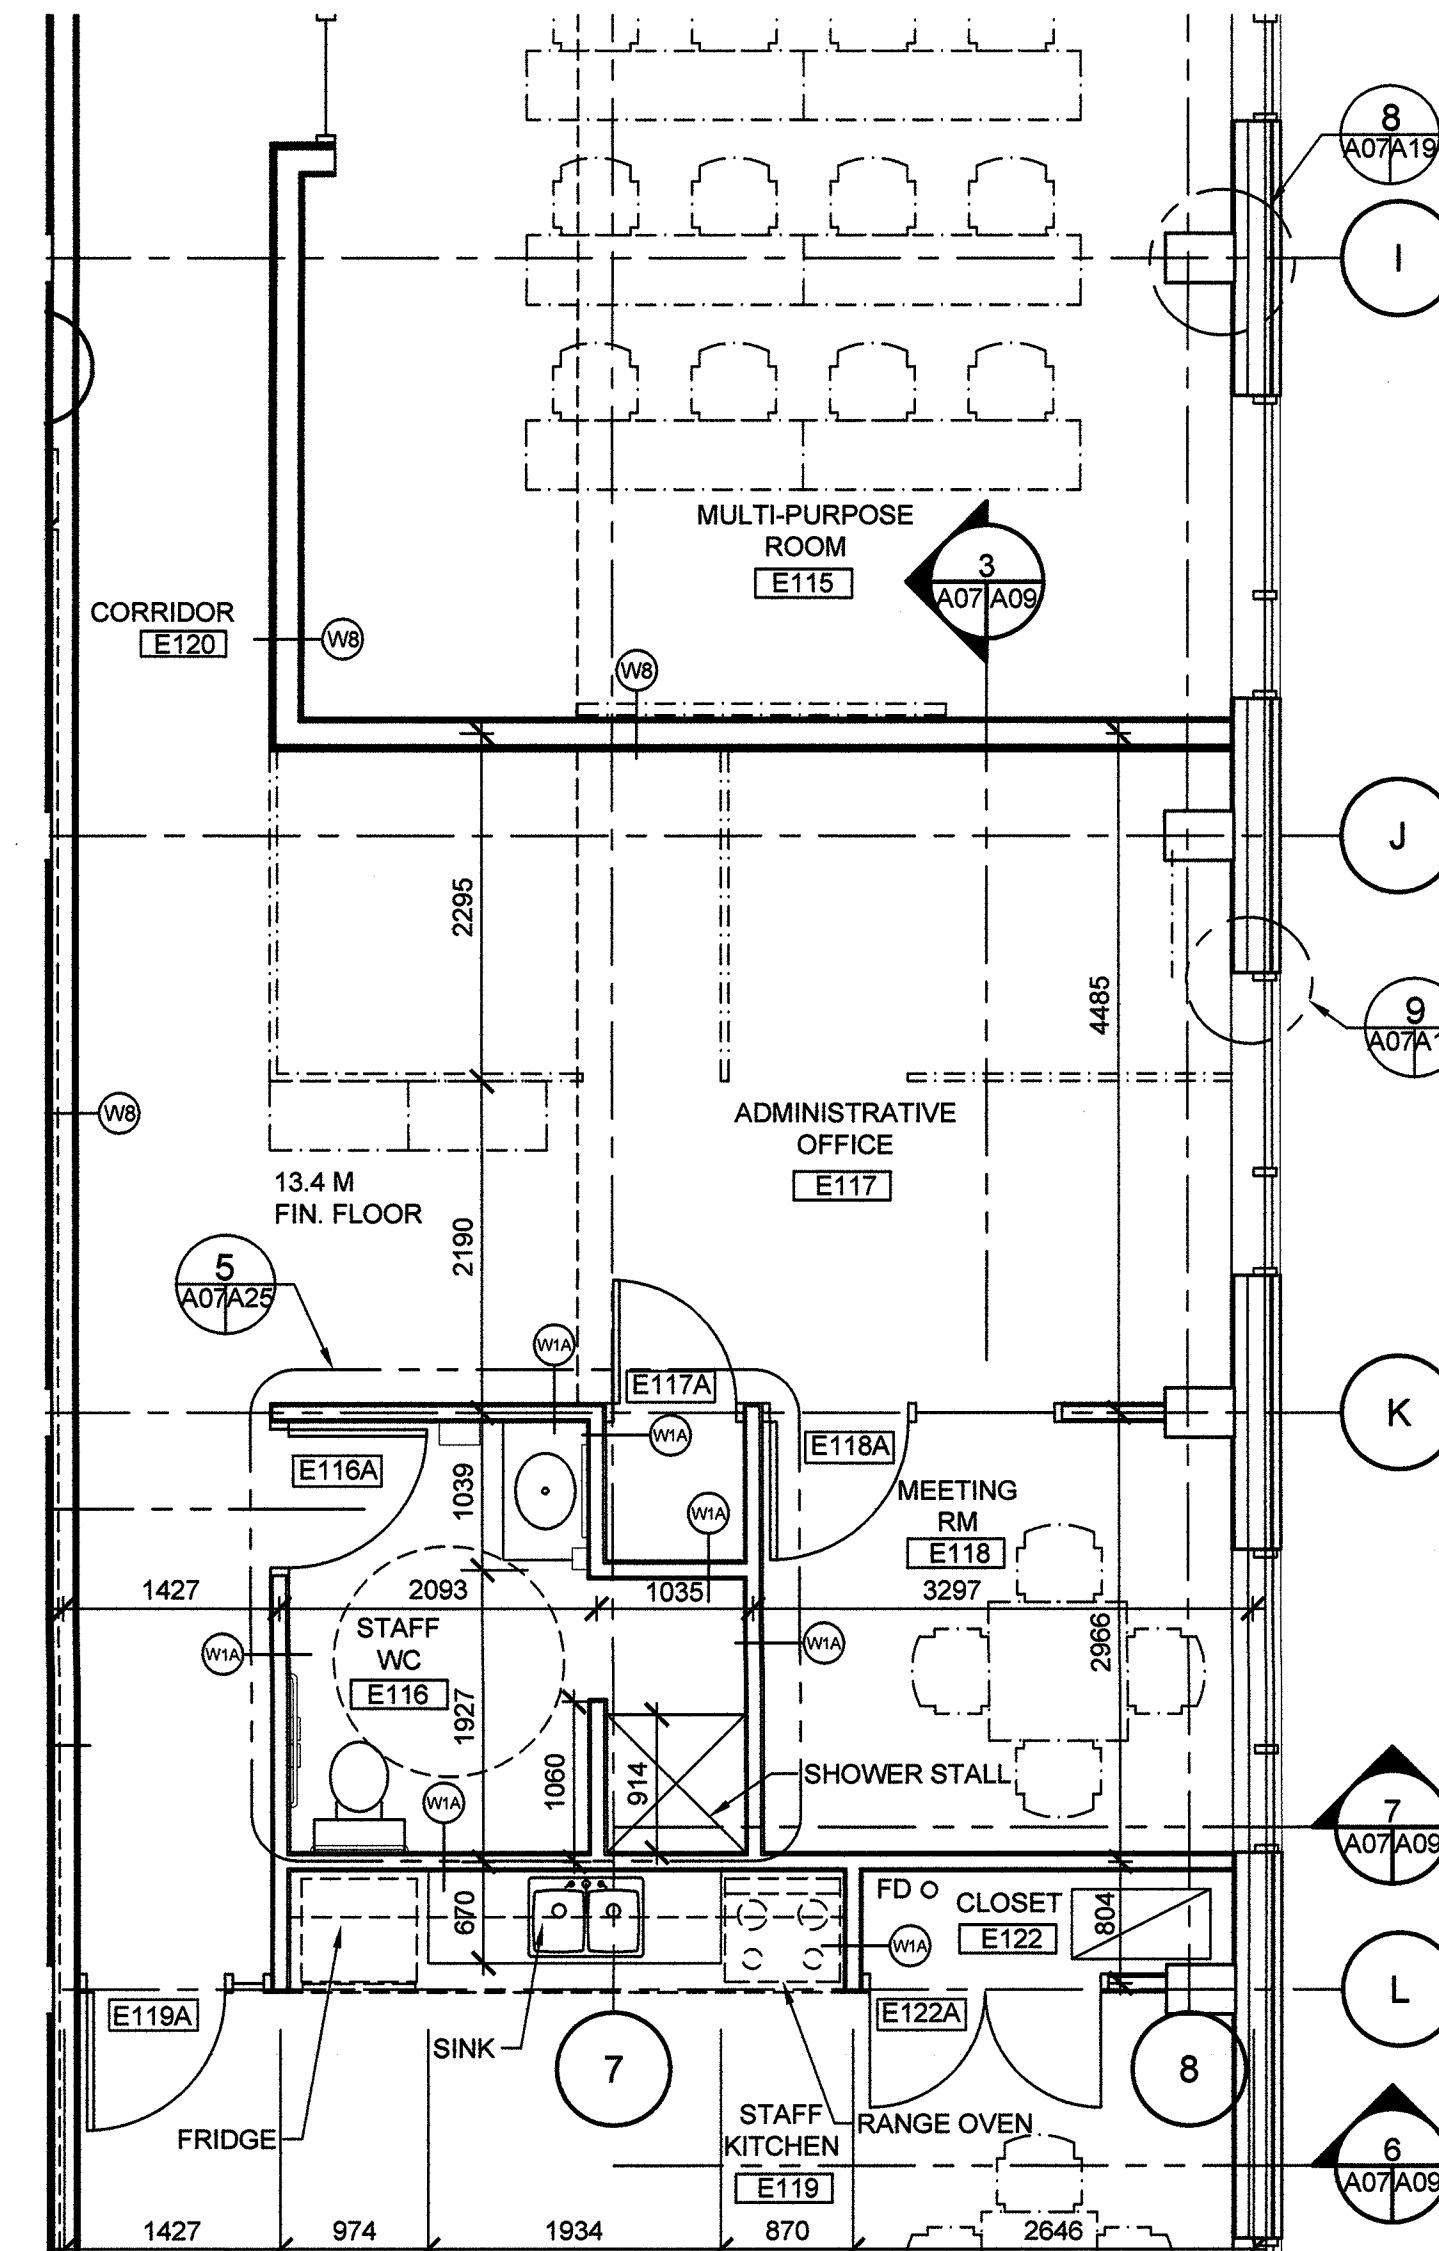 8
A07 A19
I
MULTI-PURPOSE
ROOM
E115
3
A07 A09
CORRIDOR
E120
W8
W8
J
2295
4485
9
A07
W8
ADMINISTRATIVE
OFFICE
E117
13.4 M
FIN. FLOOR
2190
5
A07 A25
W1A
E117A
K
W1A
E118A
E116A
1039
MEETING
RM
E118
W1A
1427
2093
1035
3297
STAFF
WC
E116
W1A
W1A
2966
1927
1060
914
SHOWER STALL
W1A
7
A07 A09
670
FD
CLOSET
E122
804
W1A
L
E119A
E122A
SINK
7
8
FRIDGE
STAFF
KITCHEN
E119
RANGE OVEN
6
A07 A09
1427
974
1934
870
2646